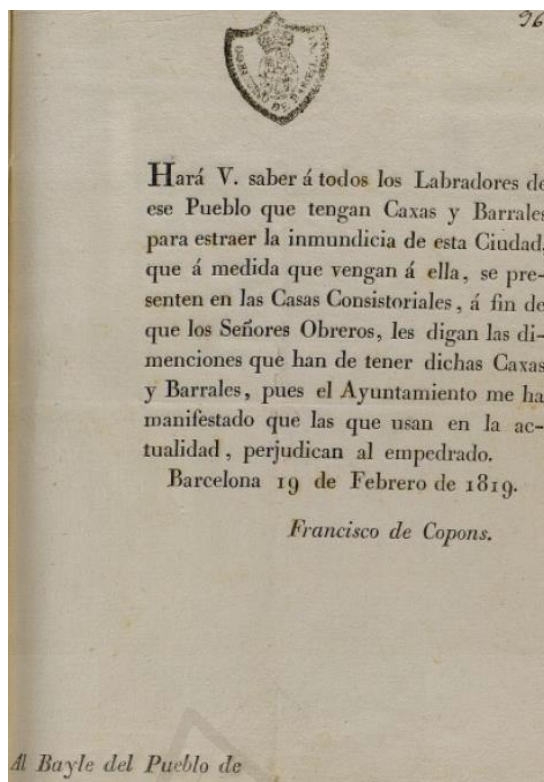 96
Hará V. saber á todos los Labradores de
ese Pueblo que tengan Caxas y Barrales
para estraer la inmundicia de esta Ciudad,
que á medida que vengan á ella, se pre-
senten en las Casas Consistoriales, á fin de
que los Señores Obreros, les digan las di-
menciones que han de tener dichas Caxas
y Barrales, pues el Ayuntamiento me ha
manifestado que las que usan en la ac-
tualidad, perjudican al empedrado.
Barcelona 19 de Febrero de 1819.
Francisco de Copons.
Al Bayle del Pueblo de